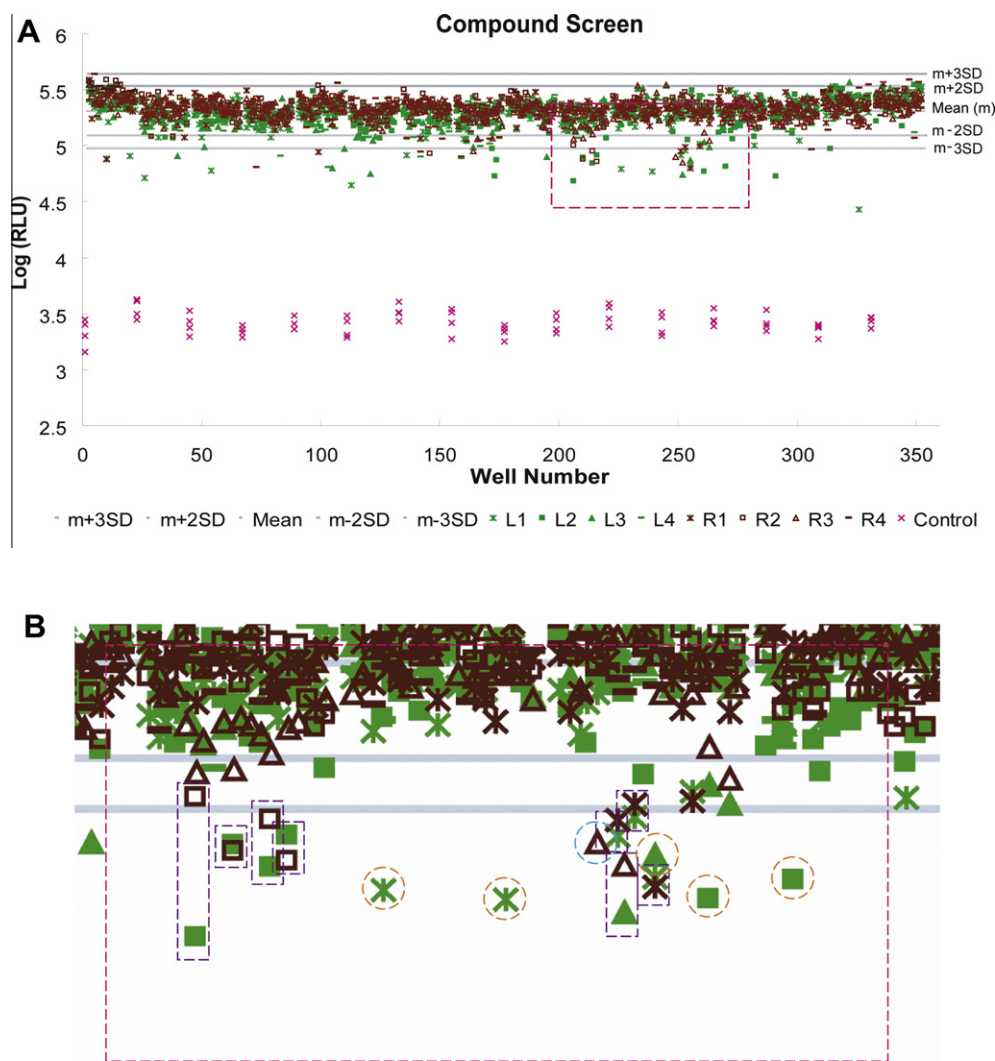 A
Compound Screen
6
5.5
5
4.5
4
3.5
3
2.5
Log (RLU)
m+3SD
m+2SD
Mean (m)
m -2SD
m- 3SD
0 50 100 150 200 250 300 350
Well Number
m+3SD m+2SD Mean m-2SD m-3SD L1 L2 L3 L4 R1 R2 R3 R4 Control
B